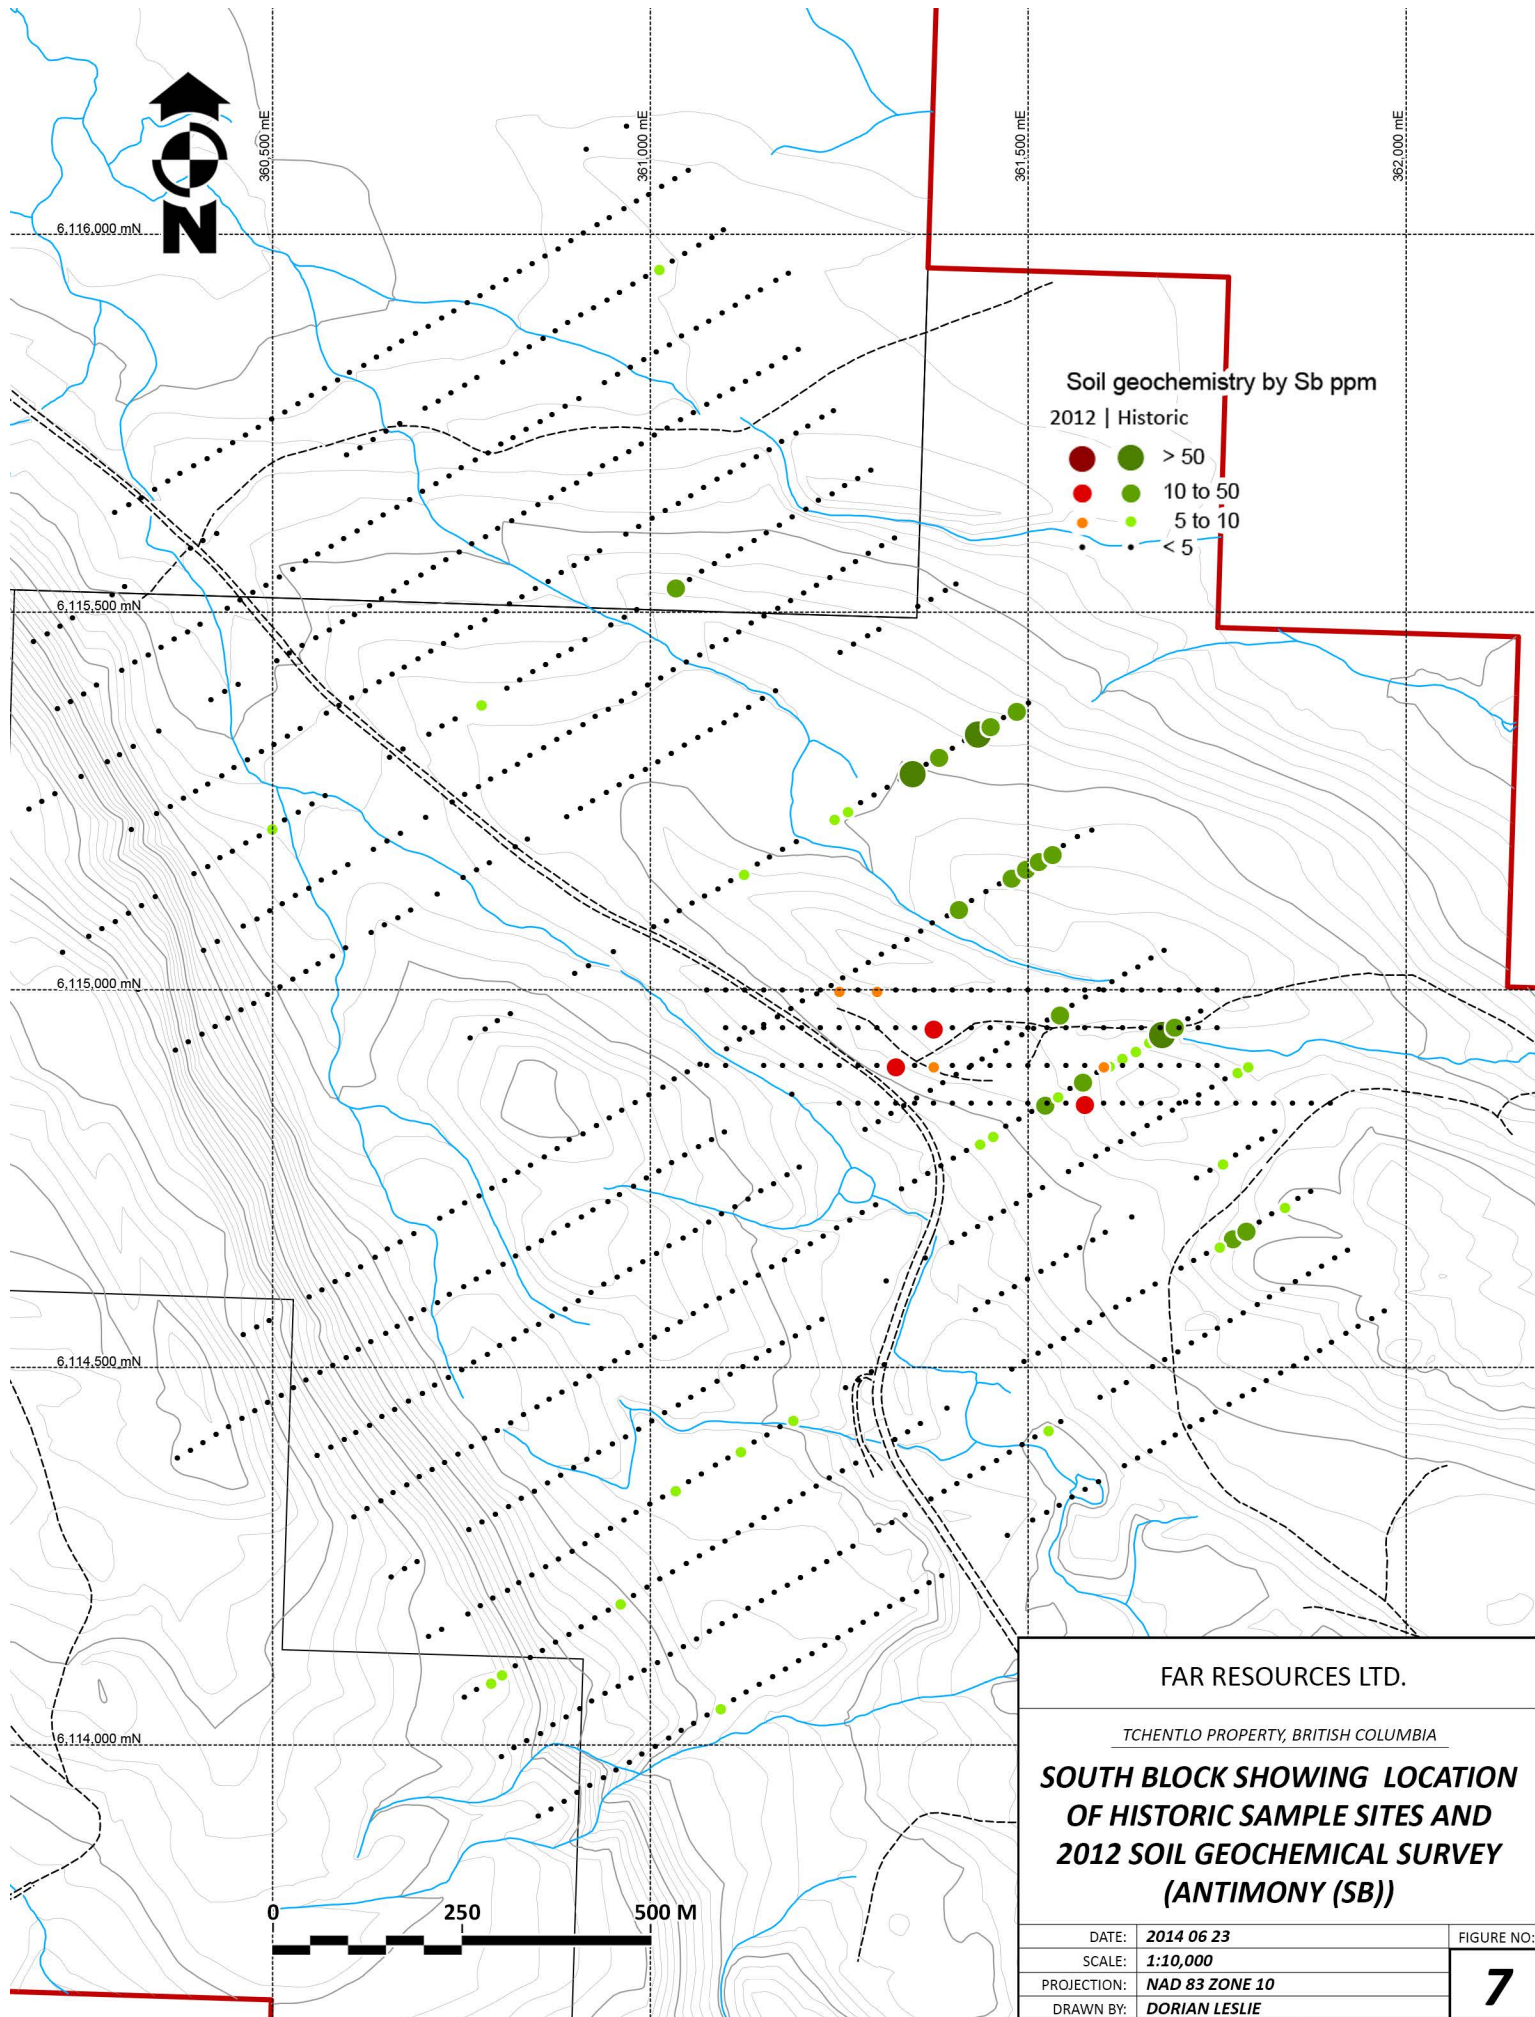 360,500 mE
361,000 mE
361,500 mE
362,000 mE
N
6,116,000 mN
Soil geochemistry by Sb ppm
2012 | Historic
> 50
10 to 50
5 to 10
< 5
6,115,500 mN
6,115,000 mN
6,114,500 mN
6,114,000 mN
0 250 500 M
FAR RESOURCES LTD.
TCHENTLO PROPERTY, BRITISH COLUMBIA
SOUTH BLOCK SHOWING LOCATION
OF HISTORIC SAMPLE SITES AND
2012 SOIL GEOCHEMICAL SURVEY
(ANTIMONY (SB))
DATE: 2014 06 23
FIGURE NO:
SCALE: 1:10,000
7
PROJECTION: NAD 83 ZONE 10
DRAWN BY: DORIAN LESLIE